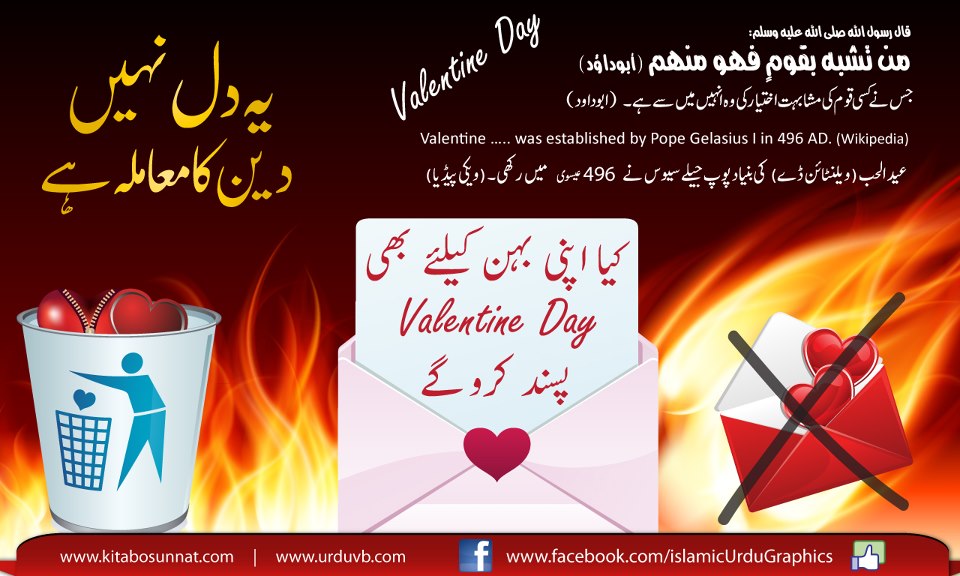 یہ دل نہیں
دین کا معاملہ ہے
Valentine Day
قال رسول الله صلى الله عليه وسلم:
من تشبه بقومٍ فهو منهم (ابوداؤد)
جس نے کسی قوم کی مشابہت اختیار کی وہ انہیں میں سے ہے۔ (ابوداود)
Valentine ..... was established by Pope Gelasius I in 496 AD. (Wikipedia)
عید الحب (ویلنٹائن ڈے) کی بنیاد پوپ جیلے سیوس نے 496 عیسوی میں رکھی۔ (ویکی پیڈیا)
کیا اپنی بہن کیلئے بھی
Valentine Day
پسند کرو گے
www.kitabosunnat.com | www.urduvb.com
f www.facebook.com/islamicUrduGraphics